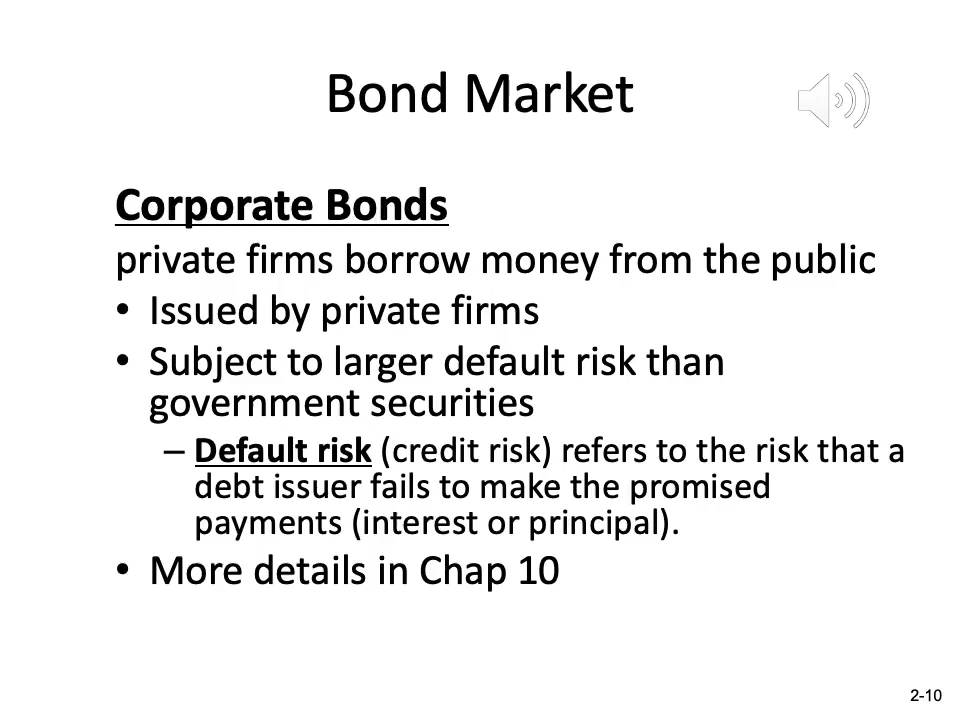 Bond Market
Corporate Bonds
private firms borrow money from the public
• Issued by private firms
• Subject to larger default risk than
government securities
– Default risk (credit risk) refers to the risk that a
debt issuer fails to make the promised
payments (interest or principal).
• More details in Chap 10
2-10